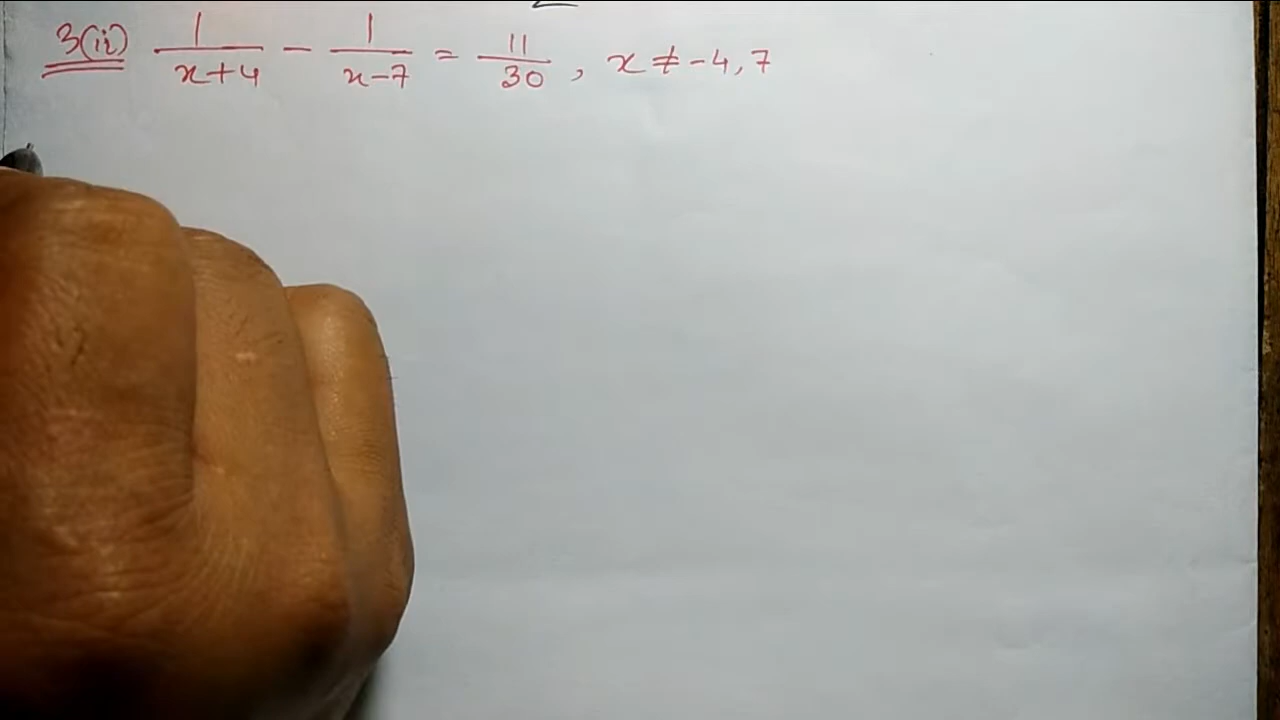 3(ii) 1/(x+4) - 1/(x-7) = 11/30, x ≠ -4, 7